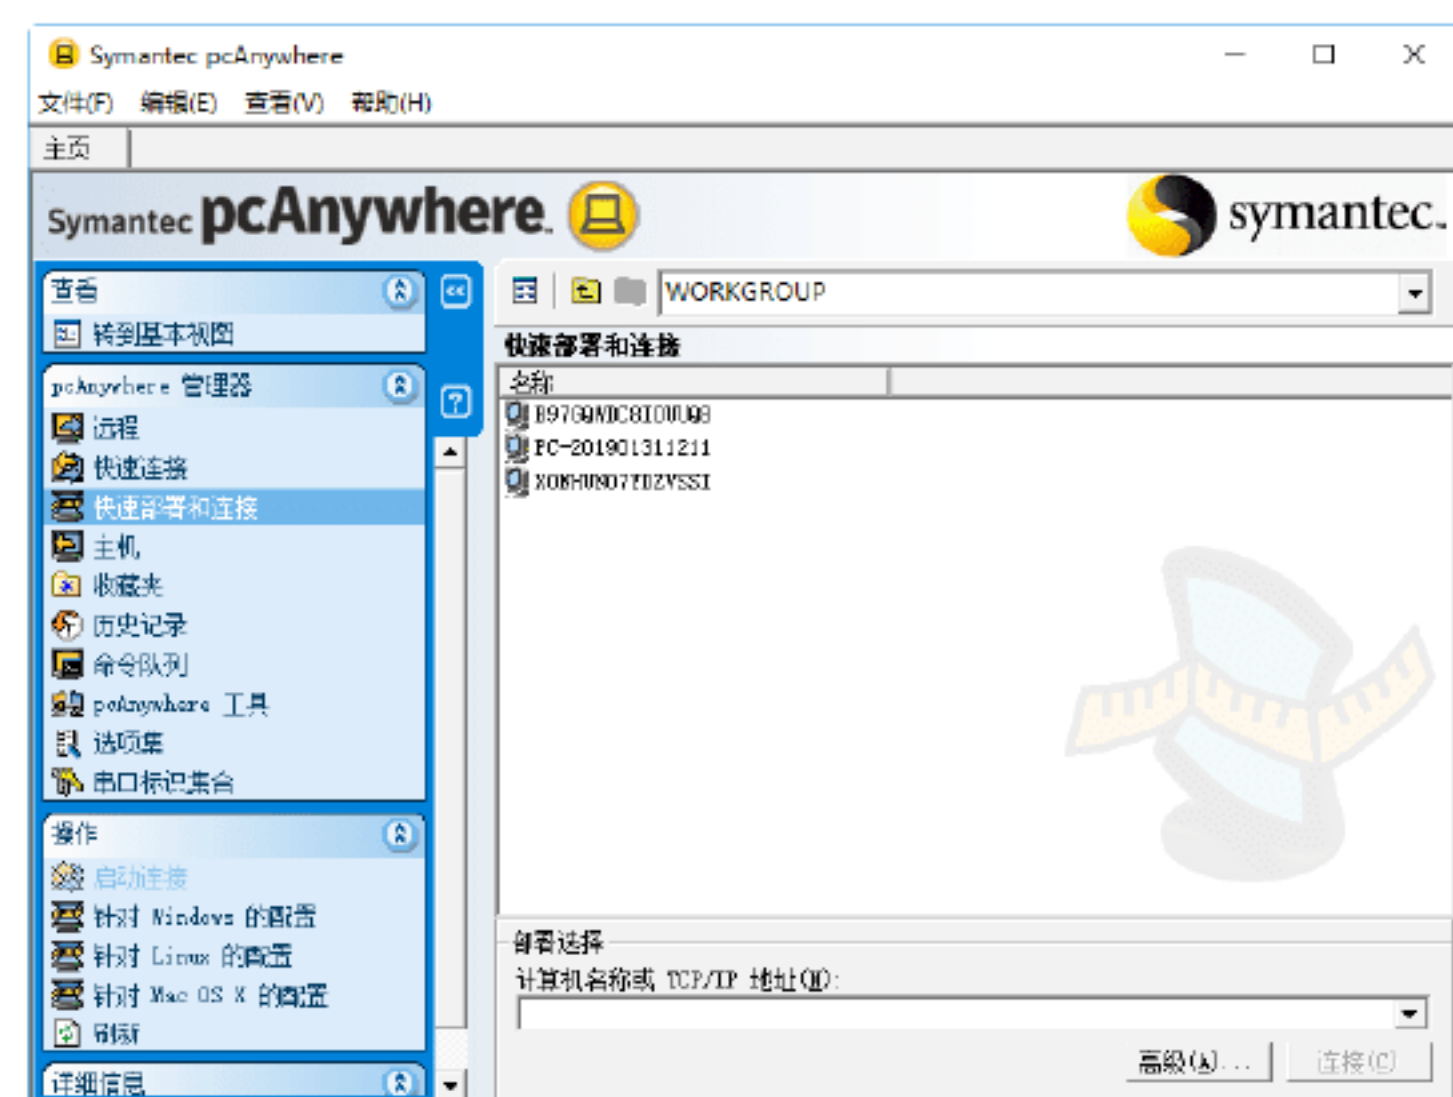 Symantec pcAnywhere
文件(F) 编辑(E) 查看(V) 帮助(H)
主页
Symantec pcAnywhere™ symantec™
查看
转到基本视图
pcAnywhere 管理器
远程
快速连接
快速部署和连接
主机
收藏夹
历史记录
命令队列
pcAnywhere 工具
选项集
串口标识集合
操作
启动连接
针对 Windows 的配置
针对 Linux 的配置
针对 Mac OS X 的配置
刷新
详细信息
WORKGROUP
快速部署和连接
名称
PC-201901311211
部署选择
计算机名称或 TCP/IP 地址(M):
高级(A)... 连接(C)